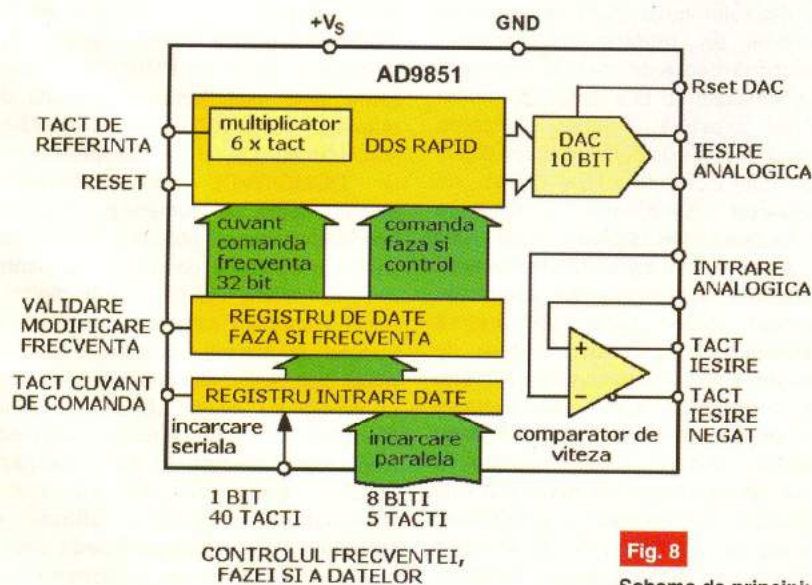 +VS
GND
AD9851
TACT DE
REFERINTA
RESET
multiplicator
6 x tact
DDS RAPID
DAC
10 BIT
Rset DAC
IESIRE
ANALOGICA
cuvant
comanda
frecventa
32 bit
comanda
faza si
control
INTRARE
ANALOGICA
VALIDARE
MODIFICARE
FRECVENTA
REGISTRU DE DATE
FAZA SI FRECVENTA
TACT CUVANT
DE COMANDA
REGISTRU INTRARE DATE
+
-
TACT
IESIRE
TACT
IESIRE
NEGAT
incarcare
seriala
incarcare
paralela
comparator de
viteza
1 BIT
40 TACTI
8 BITI
5 TACTI
CONTROLUL FRECVENTEI,
FAZEI SI A DATELOR
Fig. 8